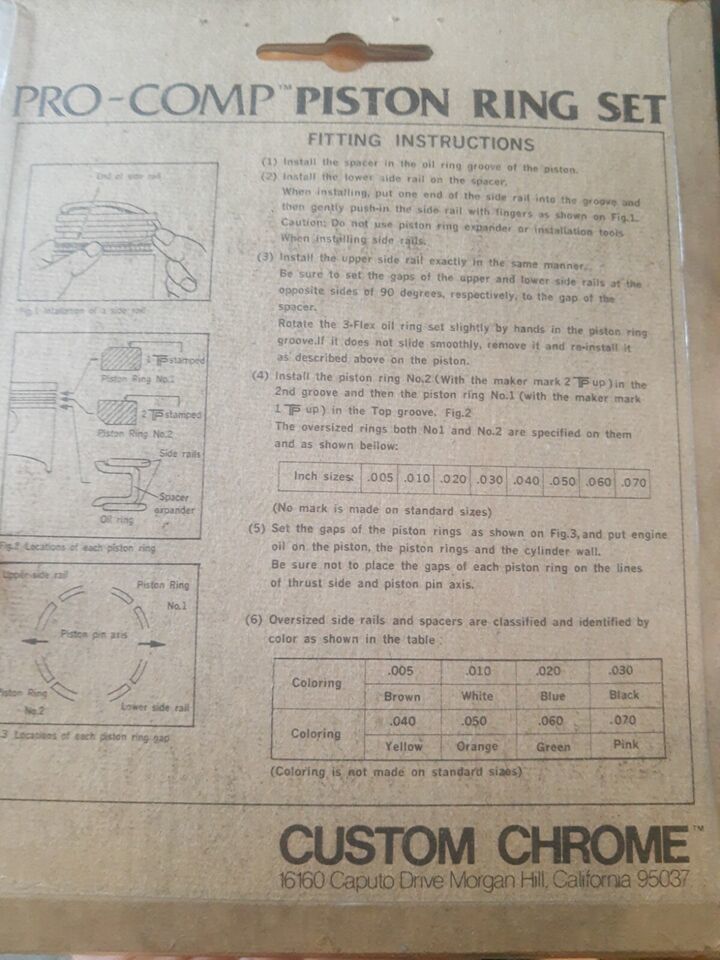 PRO-COMP™ PISTON RING SET
FITTING INSTRUCTIONS
(1) Install the spacer in the oil ring groove of the piston.
(2) Install the lower side rail on the spacer.
When installing, put one end of the side rail into the groove and
then gently push-in the side rail with fingers as shown on Fig.1.
Caution: Do not use piston ring expander or installation tools
When installing side rails.
(3) Install the upper side rail exactly in the same manner.
Be sure to set the gaps of the upper and lower side rails at the
opposite sides of 90 degrees, respectively, to the gap of the
spacer.
Rotate the 3-Flex oil ring set slightly by hands in the piston ring
groove.If it does not slide smoothly, remove it and re-install it
as described above on the piston.
(4) Install the piston ring No.2 (With the maker mark 2 up) in the
2nd groove and then the piston ring No.1 (with the maker mark
1 up) in the Top groove. Fig.2
The oversized rings both No1 and No.2 are specified on them
and as shown bellow:
Inch sizes: .005 .010 .020 .030 .040 .050 .060 .070
(No mark is made on standard sizes)
(5) Set the gaps of the piston rings as shown on Fig.3, and put engine
oil on the piston, the piston rings and the cylinder wall.
Be sure not to place the gaps of each piston ring on the lines
of thrust side and piston pin axis.
(6) Oversized side rails and spacers are classified and identified by
color as shown in the table :
Coloring .005 .010 .020 .030
Brown White Blue Black
Coloring .040 .050 .060 .070
Yellow Orange Green Pink
(Coloring is not made on standard sizes)
End of side rail
Fig.1 Intallation of a side rail
1 stamped
Piston Ring No.1
2 stamped
Piston Ring No.2
Side rails
Spacer
expander
Oil ring
Fig.2 Locations of each piston ring
Upper-side rail
Piston Ring
No.1
Piston pin axis
Piston Ring
No.2
Lower side rail
.3 Locations of each piston ring gap
CUSTOM CHROME™
16160 Caputo Drive Morgan Hill, California 95037